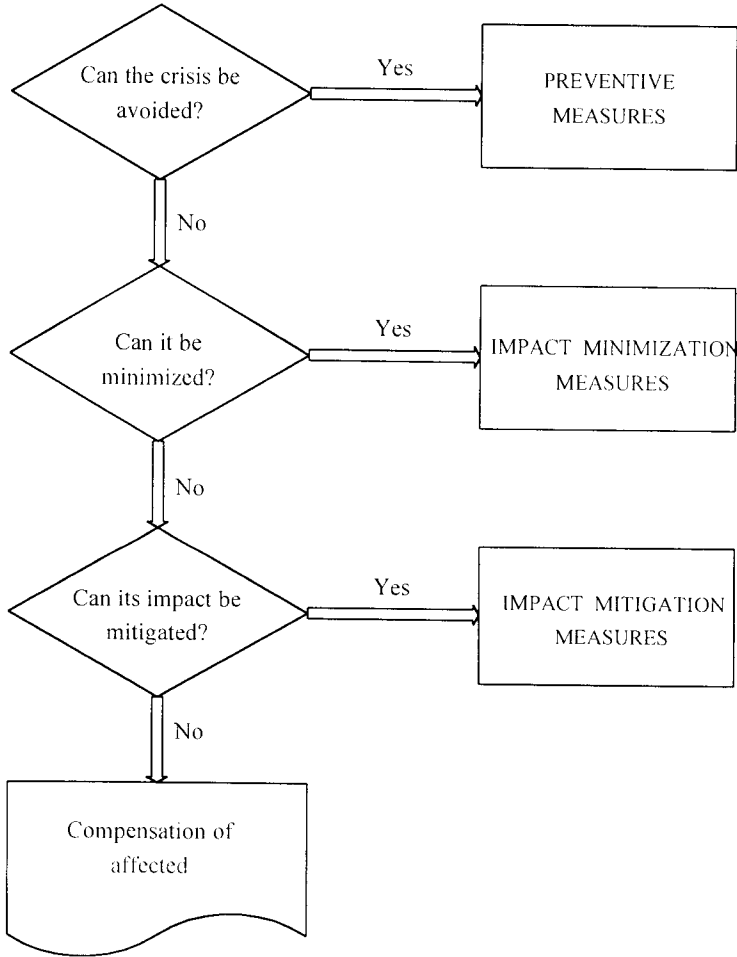 Can the crisis be
avoided?
Yes
PREVENTIVE
MEASURES
No
Can it be
minimized?
Yes
IMPACT MINIMIZATION
MEASURES
No
Can its impact be
mitigated?
Yes
IMPACT MITIGATION
MEASURES
No
Compensation of
affected